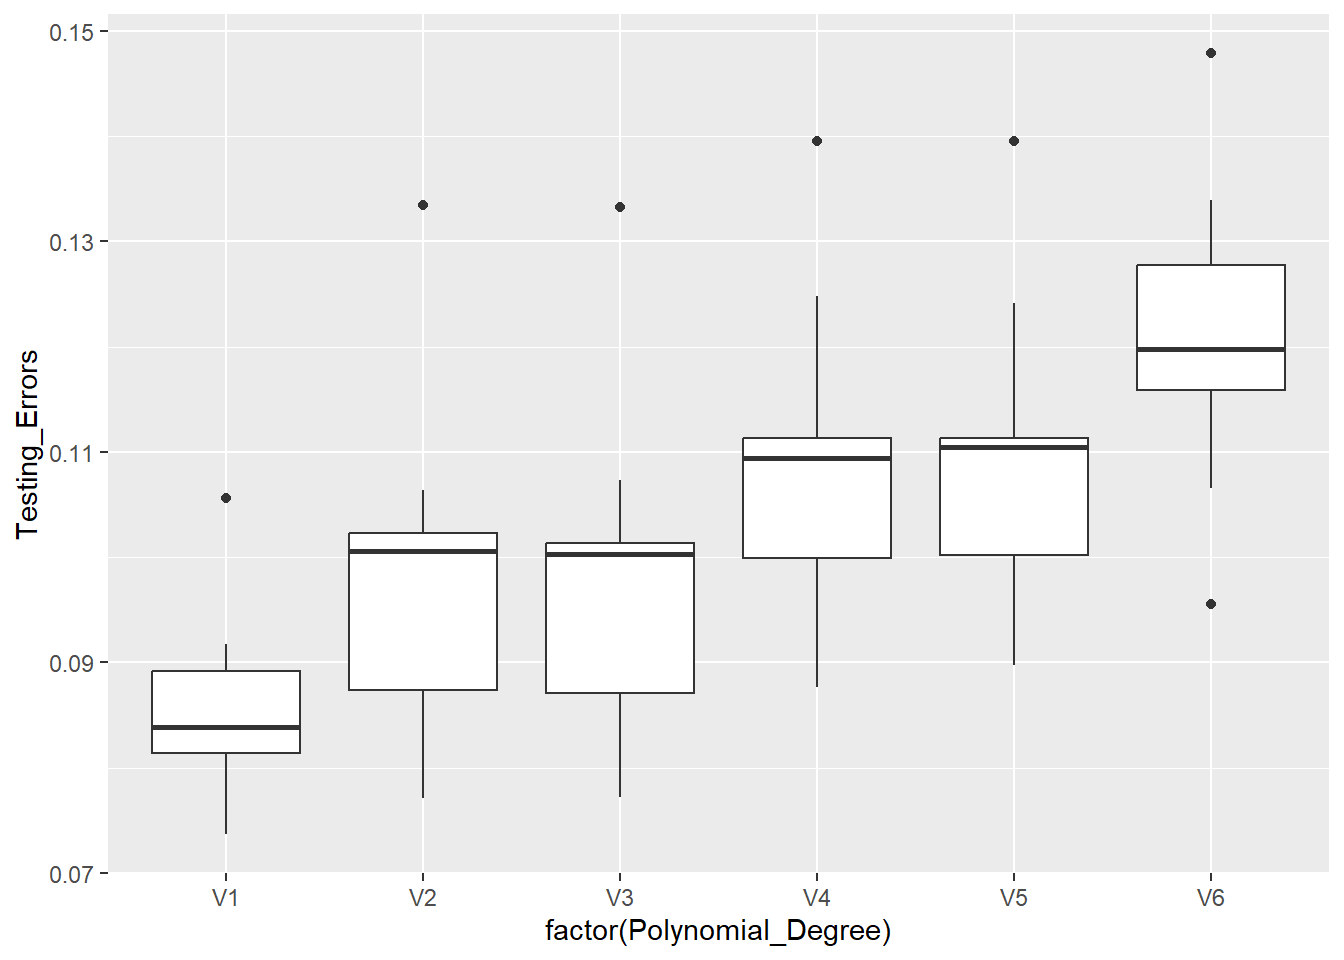 Testing_Errors
0.15
0.13
0.11
0.09
0.07
V1 V2 V3 V4 V5 V6
factor(Polynomial_Degree)